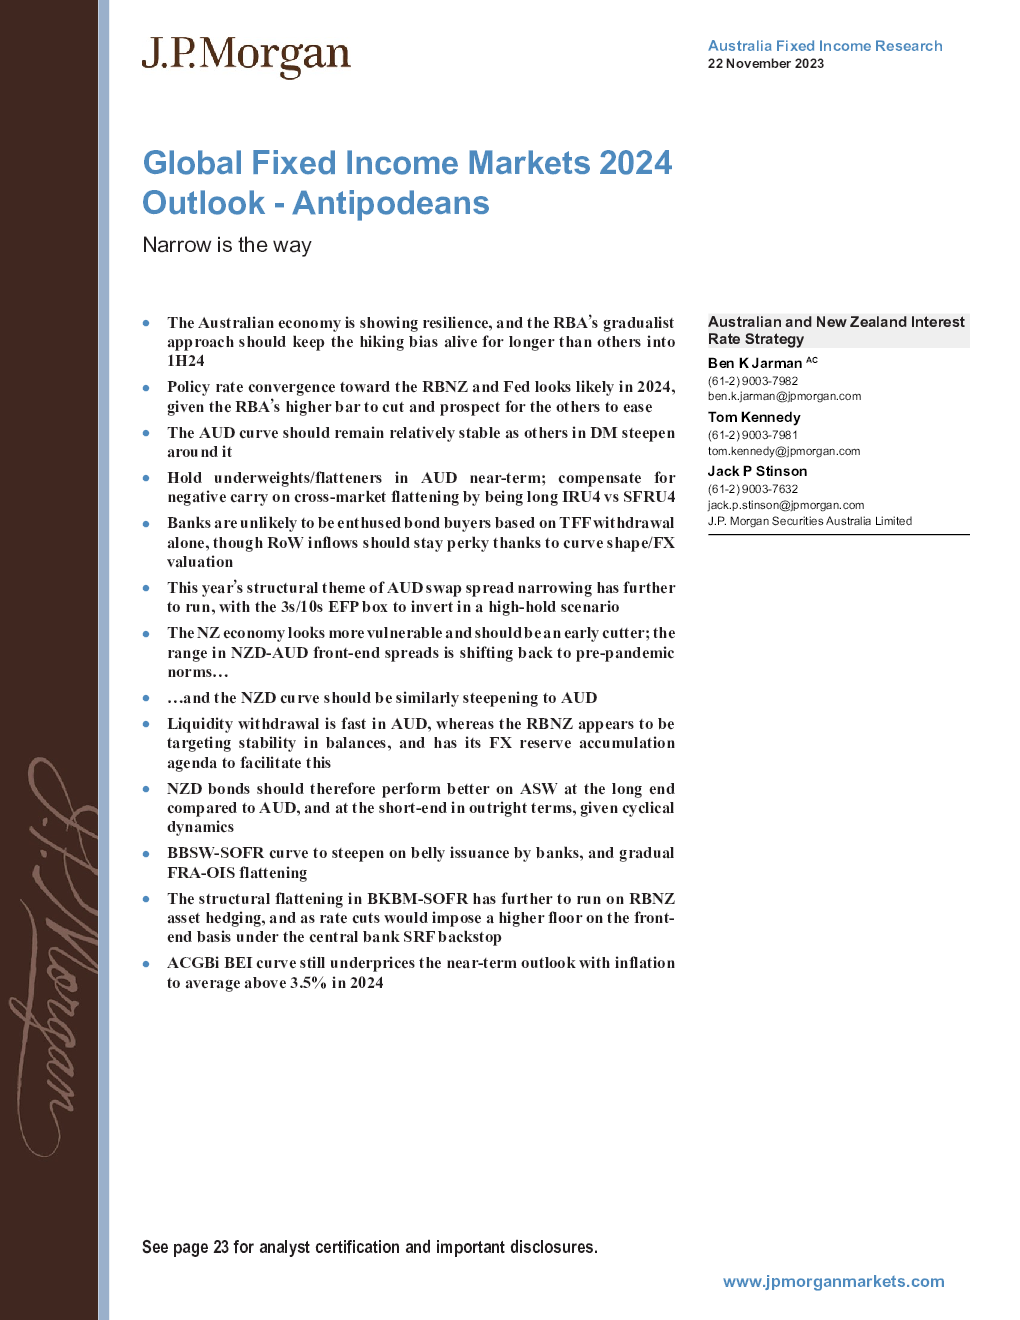 J.P.Morgan
Australia Fixed Income Research
22 November 2023
Global Fixed Income Markets 2024
Outlook - Antipodeans
Narrow is the way
• The Australian economy is showing resilience, and the RBA's gradualist
approach should keep the hiking bias alive for longer than others into
1H24
• Policy rate convergence toward the RBNZ and Fed looks likely in 2024,
given the RBA's higher bar to cut and prospect for the others to ease
• The AUD curve should remain relatively stable as others in DM steepen
around it
• Hold underweights/flatteners in AUD near-term; compensate for
negative carry on cross-market flattening by being long IRU4 vs SFRU4
• Banks are unlikely to be enthused bond buyers based on TFF withdrawal
alone, though RoW inflows should stay perky thanks to curve shape/FX
valuation
• This year's structural theme of AUD swap spread narrowing has further
to run, with the 3s/10s EFP box to invert in a high-hold scenario
• The NZ economy looks more vulnerable and should be an early cutter; the
range in NZD-AUD front-end spreads is shifting back to pre-pandemic
norms…
• …and the NZD curve should be similarly steepening to AUD
• Liquidity withdrawal is fast in AUD, whereas the RBNZ appears to be
targeting stability in balances, and has its FX reserve accumulation
agenda to facilitate this
• NZD bonds should therefore perform better on ASW at the long end
compared to AUD, and at the short-end in outright terms, given cyclical
dynamics
• BBSW-SOFR curve to steepen on belly issuance by banks, and gradual
FRA-OIS flattening
• The structural flattening in BKBM-SOFR has further to run on RBNZ
asset hedging, and as rate cuts would impose a higher floor on the front-
end basis under the central bank SRF backstop
• ACGBi BEI curve still underprices the near-term outlook with inflation
to average above 3.5% in 2024
Australian and New Zealand Interest
Rate Strategy
Ben K Jarman AC
(61-2) 9003-7982
ben.k.jarman@jpmorgan.com
Tom Kennedy
(61-2) 9003-7981
tom.kennedy@jpmorgan.com
Jack P Stinson
(61-2) 9003-7632
jack.p.stinson@jpmorgan.com
J.P. Morgan Securities Australia Limited
J.P. Morgan
See page 23 for analyst certification and important disclosures.
www.jpmorganmarkets.com